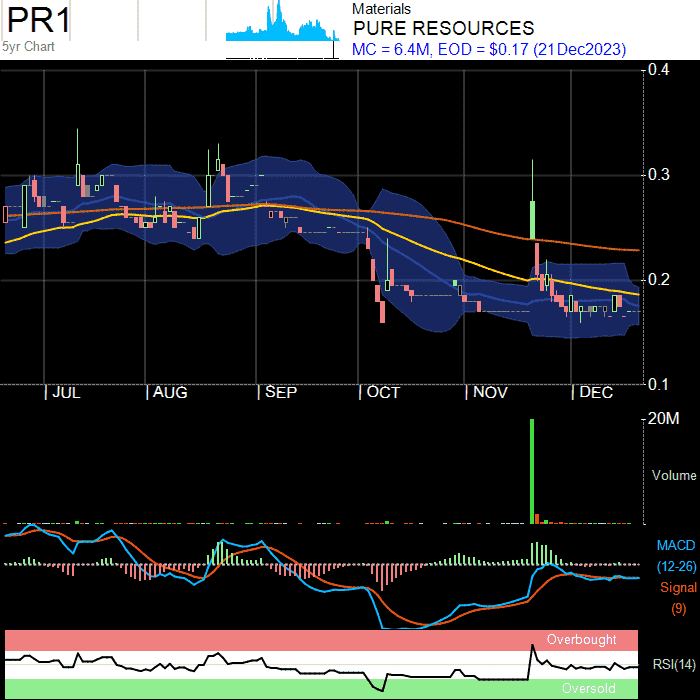 PR1
5yr Chart
Materials
PURE RESOURCES
MC = 6.4M, EOD = $0.17 (21Dec2023)
0.4
0.3
0.2
0.1
JUL
AUG
SEP
OCT
NOV
DEC
20M
Volume
MACD
(12-26)
Signal
(9)
Overbought
RSI(14)
Oversold